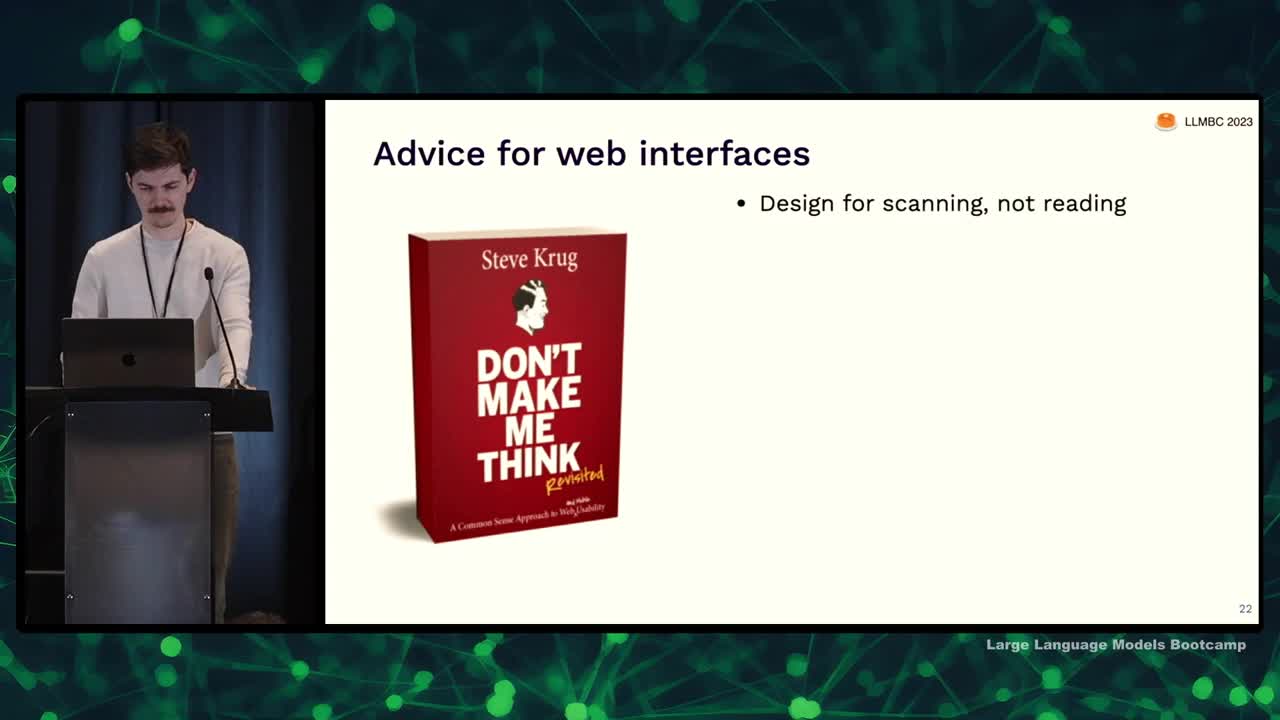 LLMBC 2023
Advice for web interfaces
• Design for scanning, not reading
Steve Krug
DON'T
MAKE
ME
THINK
Revisited
and Mobile
A Common Sense Approach to Web Usability
22
Large Language Models Bootcamp